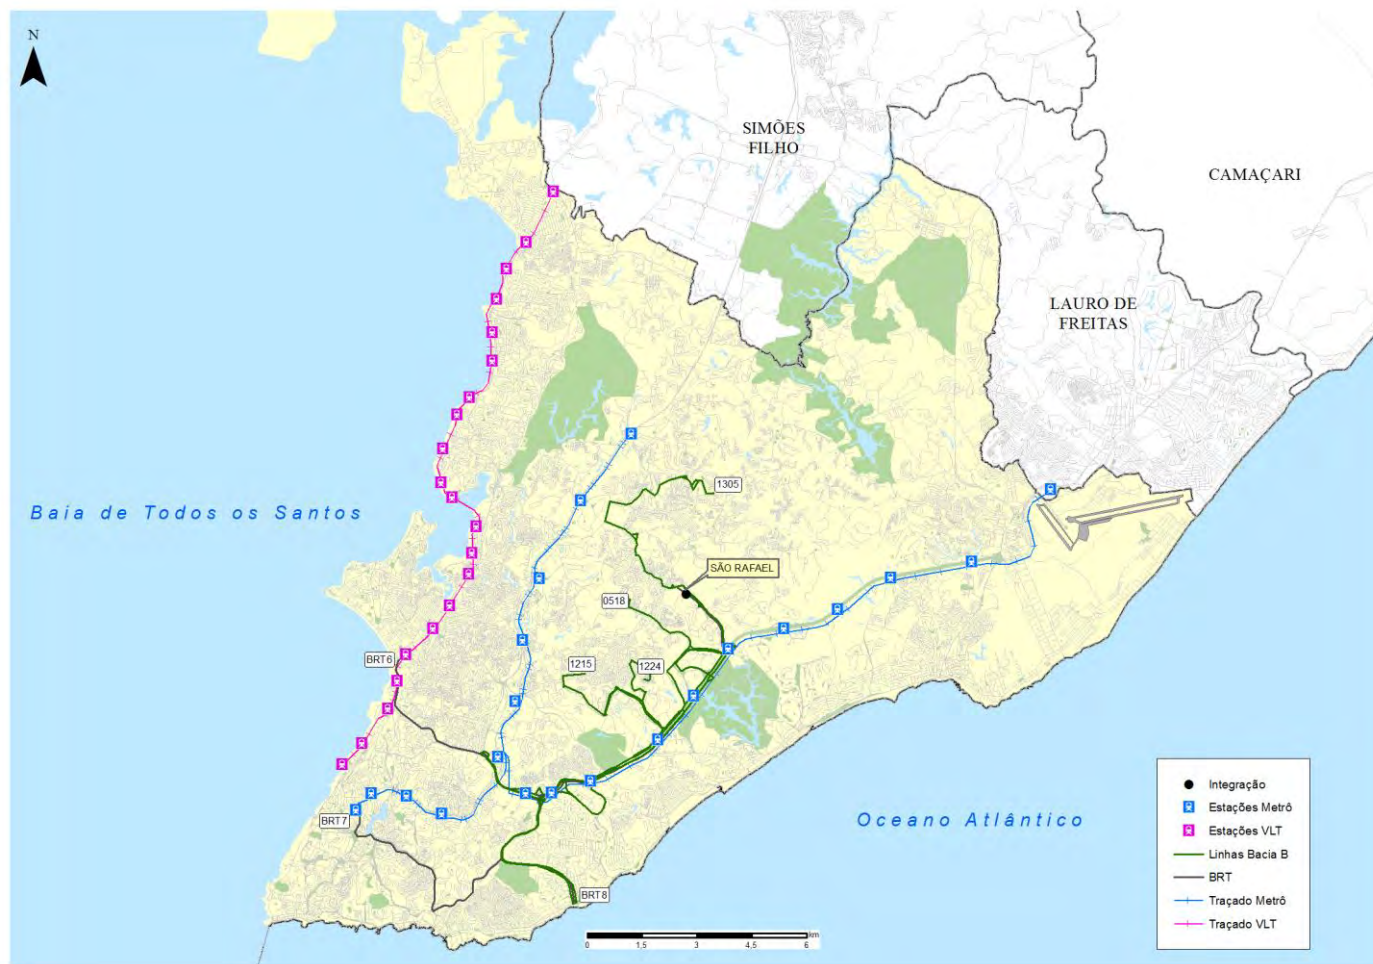 N
SIMÕES
FILHO
CAMAÇARI
LAURO DE
FREITAS
1305
Baia de Todos os Santos
SÃO RAFAEL
0518
BRT6
1215
1224
BRT7
Oceano Atlântico
BRT8
Integração
Estações Metrô
Estações VLT
Linhas Bacia B
BRT
Traçado Metrô
Traçado VLT
km
0 1,5 3 4,5 6